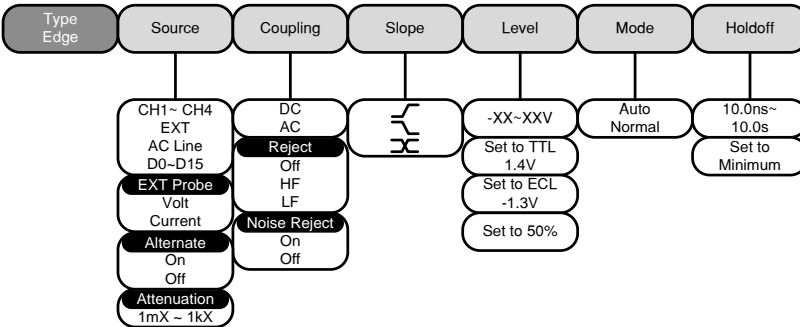 Type
Edge
Source
Coupling
Slope
Level
Mode
Holdoff
CH1~ CH4
EXT
AC Line
D0~D15
EXT Probe
Volt
Current
Alternate
On
Off
Attenuation
1mX ~ 1kX
DC
AC
Reject
Off
HF
LF
Noise Reject
On
Off
-XX~XXV
Set to TTL
1.4V
Set to ECL
-1.3V
Set to 50%
Auto
Normal
10.0ns~
10.0s
Set to
Minimum